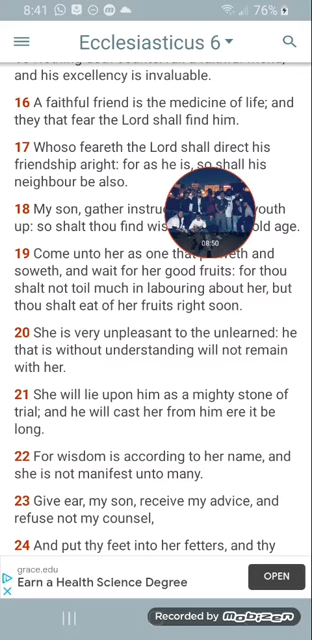 8:41
76%
Ecclesiasticus 6
and his excellency is invaluable.
16 A faithful friend is the medicine of life; and
they that fear the Lord shall find him.
17 Whoso feareth the Lord shall direct his
friendship aright: for as he is, so shall his
neighbour be also.
18 My son, gather instru youth
up: so shalt thou find wis old age.
08:50
19 Come unto her as one that p eth and
soweth, and wait for her good fruits: for thou
shalt not toil much in labouring about her, but
thou shalt eat of her fruits right soon.
20 She is very unpleasant to the unlearned: he
that is without understanding will not remain
with her.
21 She will lie upon him as a mighty stone of
trial; and he will cast her from him ere it be
long.
22 For wisdom is according to her name, and
she is not manifest unto many.
23 Give ear, my son, receive my advice, and
refuse not my counsel,
24 And put thy feet into her fetters, and thy
grace.edu
Earn a Health Science Degree
OPEN
Recorded by mobizen